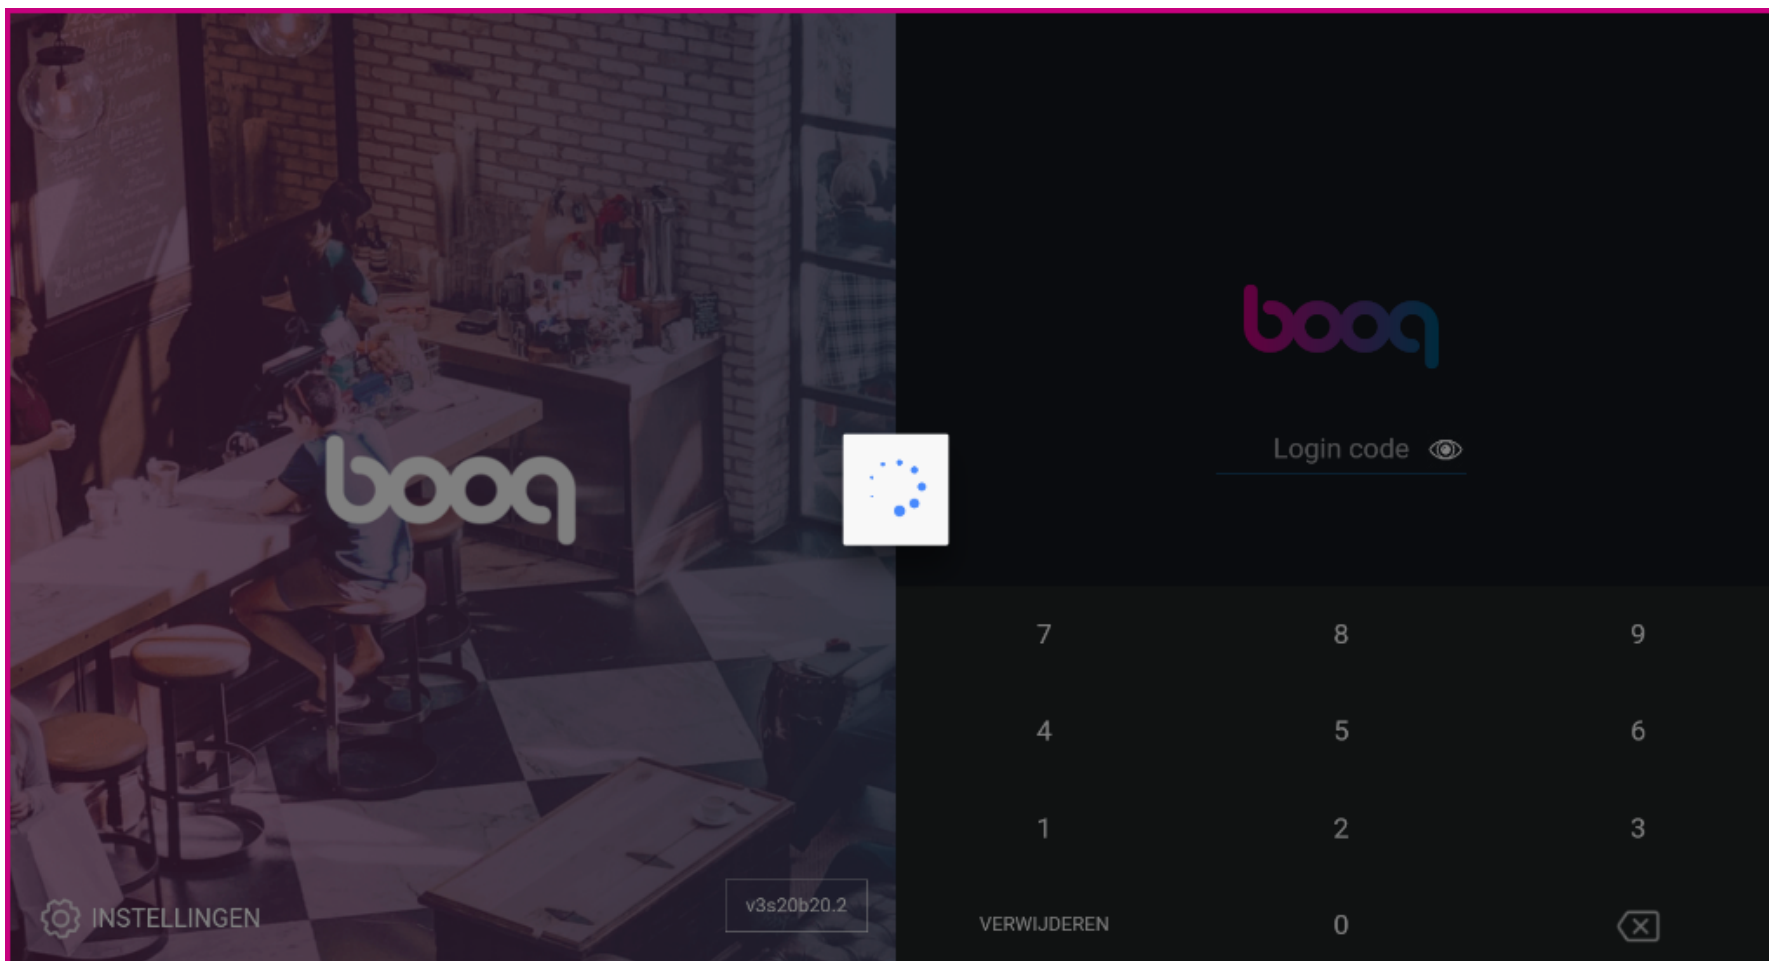 booq
INSTELLINGEN
v3s20b20.2
booq
Login code
7 8 9
4 5 6
1 2 3
VERWIJDEREN 0